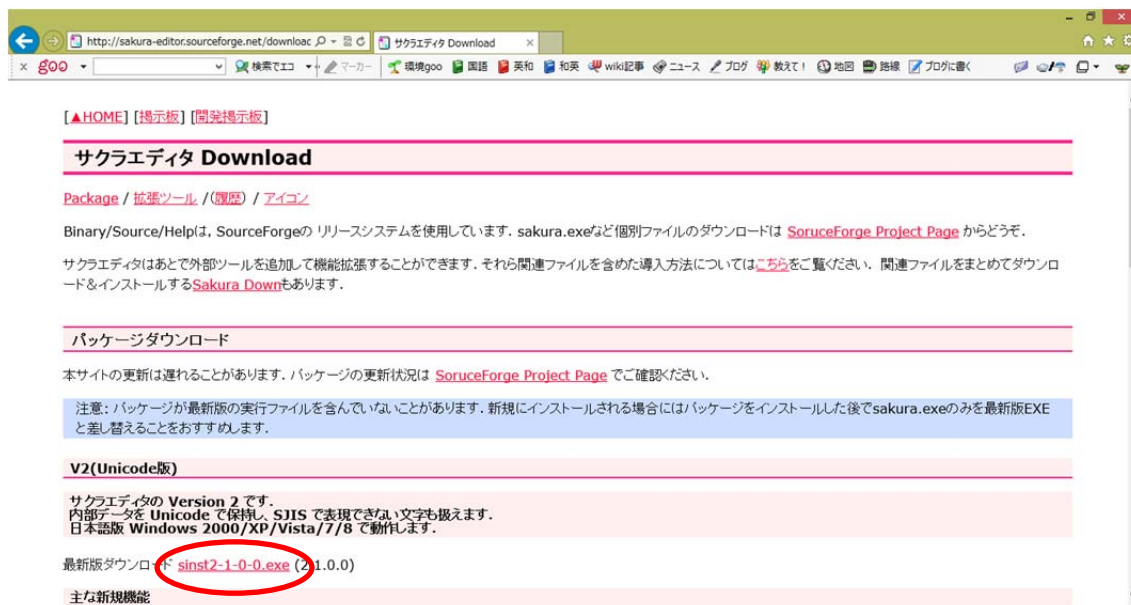 http://sakura-editor.sourceforge.net/downloac
サクラエディタ Download
goo
検索でエコ
マーカー
環境goo
国語
英和
和英
wiki記事
ニュース
ブログ
教えて!
地図
路線
ブログに書く
[▲HOME] [掲示板] [開発掲示板]
サクラエディタ Download
Package / 拡張ツール /(履歴) / アイコン
Binary/Source/Helpは, SourceForgeの リリースシステムを使用しています. sakura.exeなど個別ファイルのダウンロードは SoruceForge Project Page からどうぞ.
サクラエディタはあとで外部ツールを追加して機能拡張することができます. それら関連ファイルを含めた導入方法についてはこちらをご覧ください. 関連ファイルをまとめてダウンロ
ード&インストールするSakura Downもあります.
パッケージダウンロード
本サイトの更新は遅れることがあります. パッケージの更新状況は SoruceForge Project Page でご確認ください.
注意: パッケージが最新版の実行ファイルを含んでいないことがあります. 新規にインストールされる場合にはパッケージをインストールした後でsakura.exeのみを最新版EXE
と差し替えることをおすすめします.
V2(Unicode版)
サクラエディタの Version 2 です.
内部データを Unicode で保持し、SJIS で表現できない文字も扱えます.
日本語版 Windows 2000/XP/Vista/7/8 で動作します.
最新版ダウンロード sinst2-1-0-0.exe (2.1.0.0)
主な新規機能